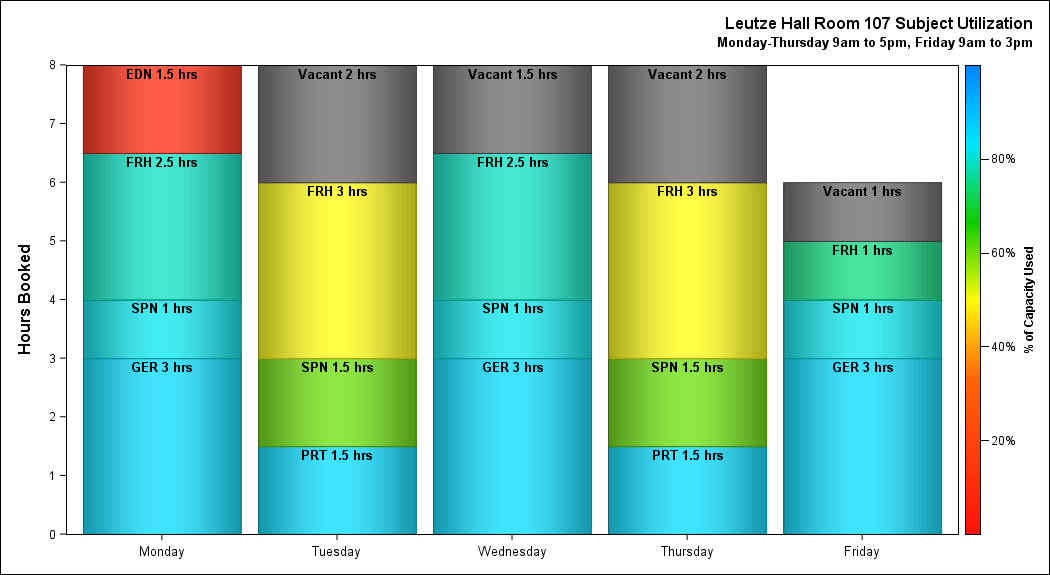 Leutze Hall Room 107 Subject Utilization
Monday-Thursday 9am to 5pm, Friday 9am to 3pm
Hours Booked
8
7
6
5
4
3
2
1
0
EDN 1.5 hrs
FRH 2.5 hrs
SPN 1 hrs
GER 3 hrs
Vacant 2 hrs
FRH 3 hrs
SPN 1.5 hrs
PRT 1.5 hrs
Vacant 1.5 hrs
FRH 2.5 hrs
SPN 1 hrs
GER 3 hrs
Vacant 2 hrs
FRH 3 hrs
SPN 1.5 hrs
PRT 1.5 hrs
Vacant 1 hrs
FRH 1 hrs
SPN 1 hrs
GER 3 hrs
Monday
Tuesday
Wednesday
Thursday
Friday
80%
60%
40%
20%
% of Capacity Used